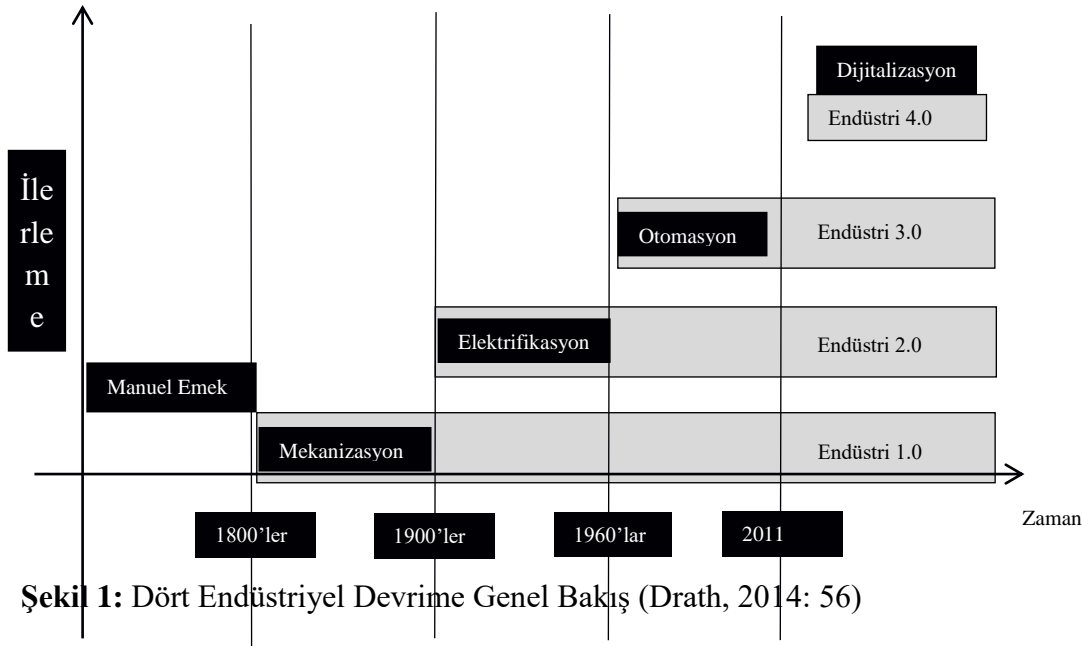 Dijitalizasyon
Endüstri 4.0
İle
rle
m
e
Otomasyon
Endüstri 3.0
Elektrifikasyon
Endüstri 2.0
Manuel Emek
Mekanizasyon
Endüstri 1.0
1800’ler
1900’ler
1960’lar
2011
Zaman
Şekil 1: Dört Endüstriyel Devrime Genel Bakış (Drath, 2014: 56)